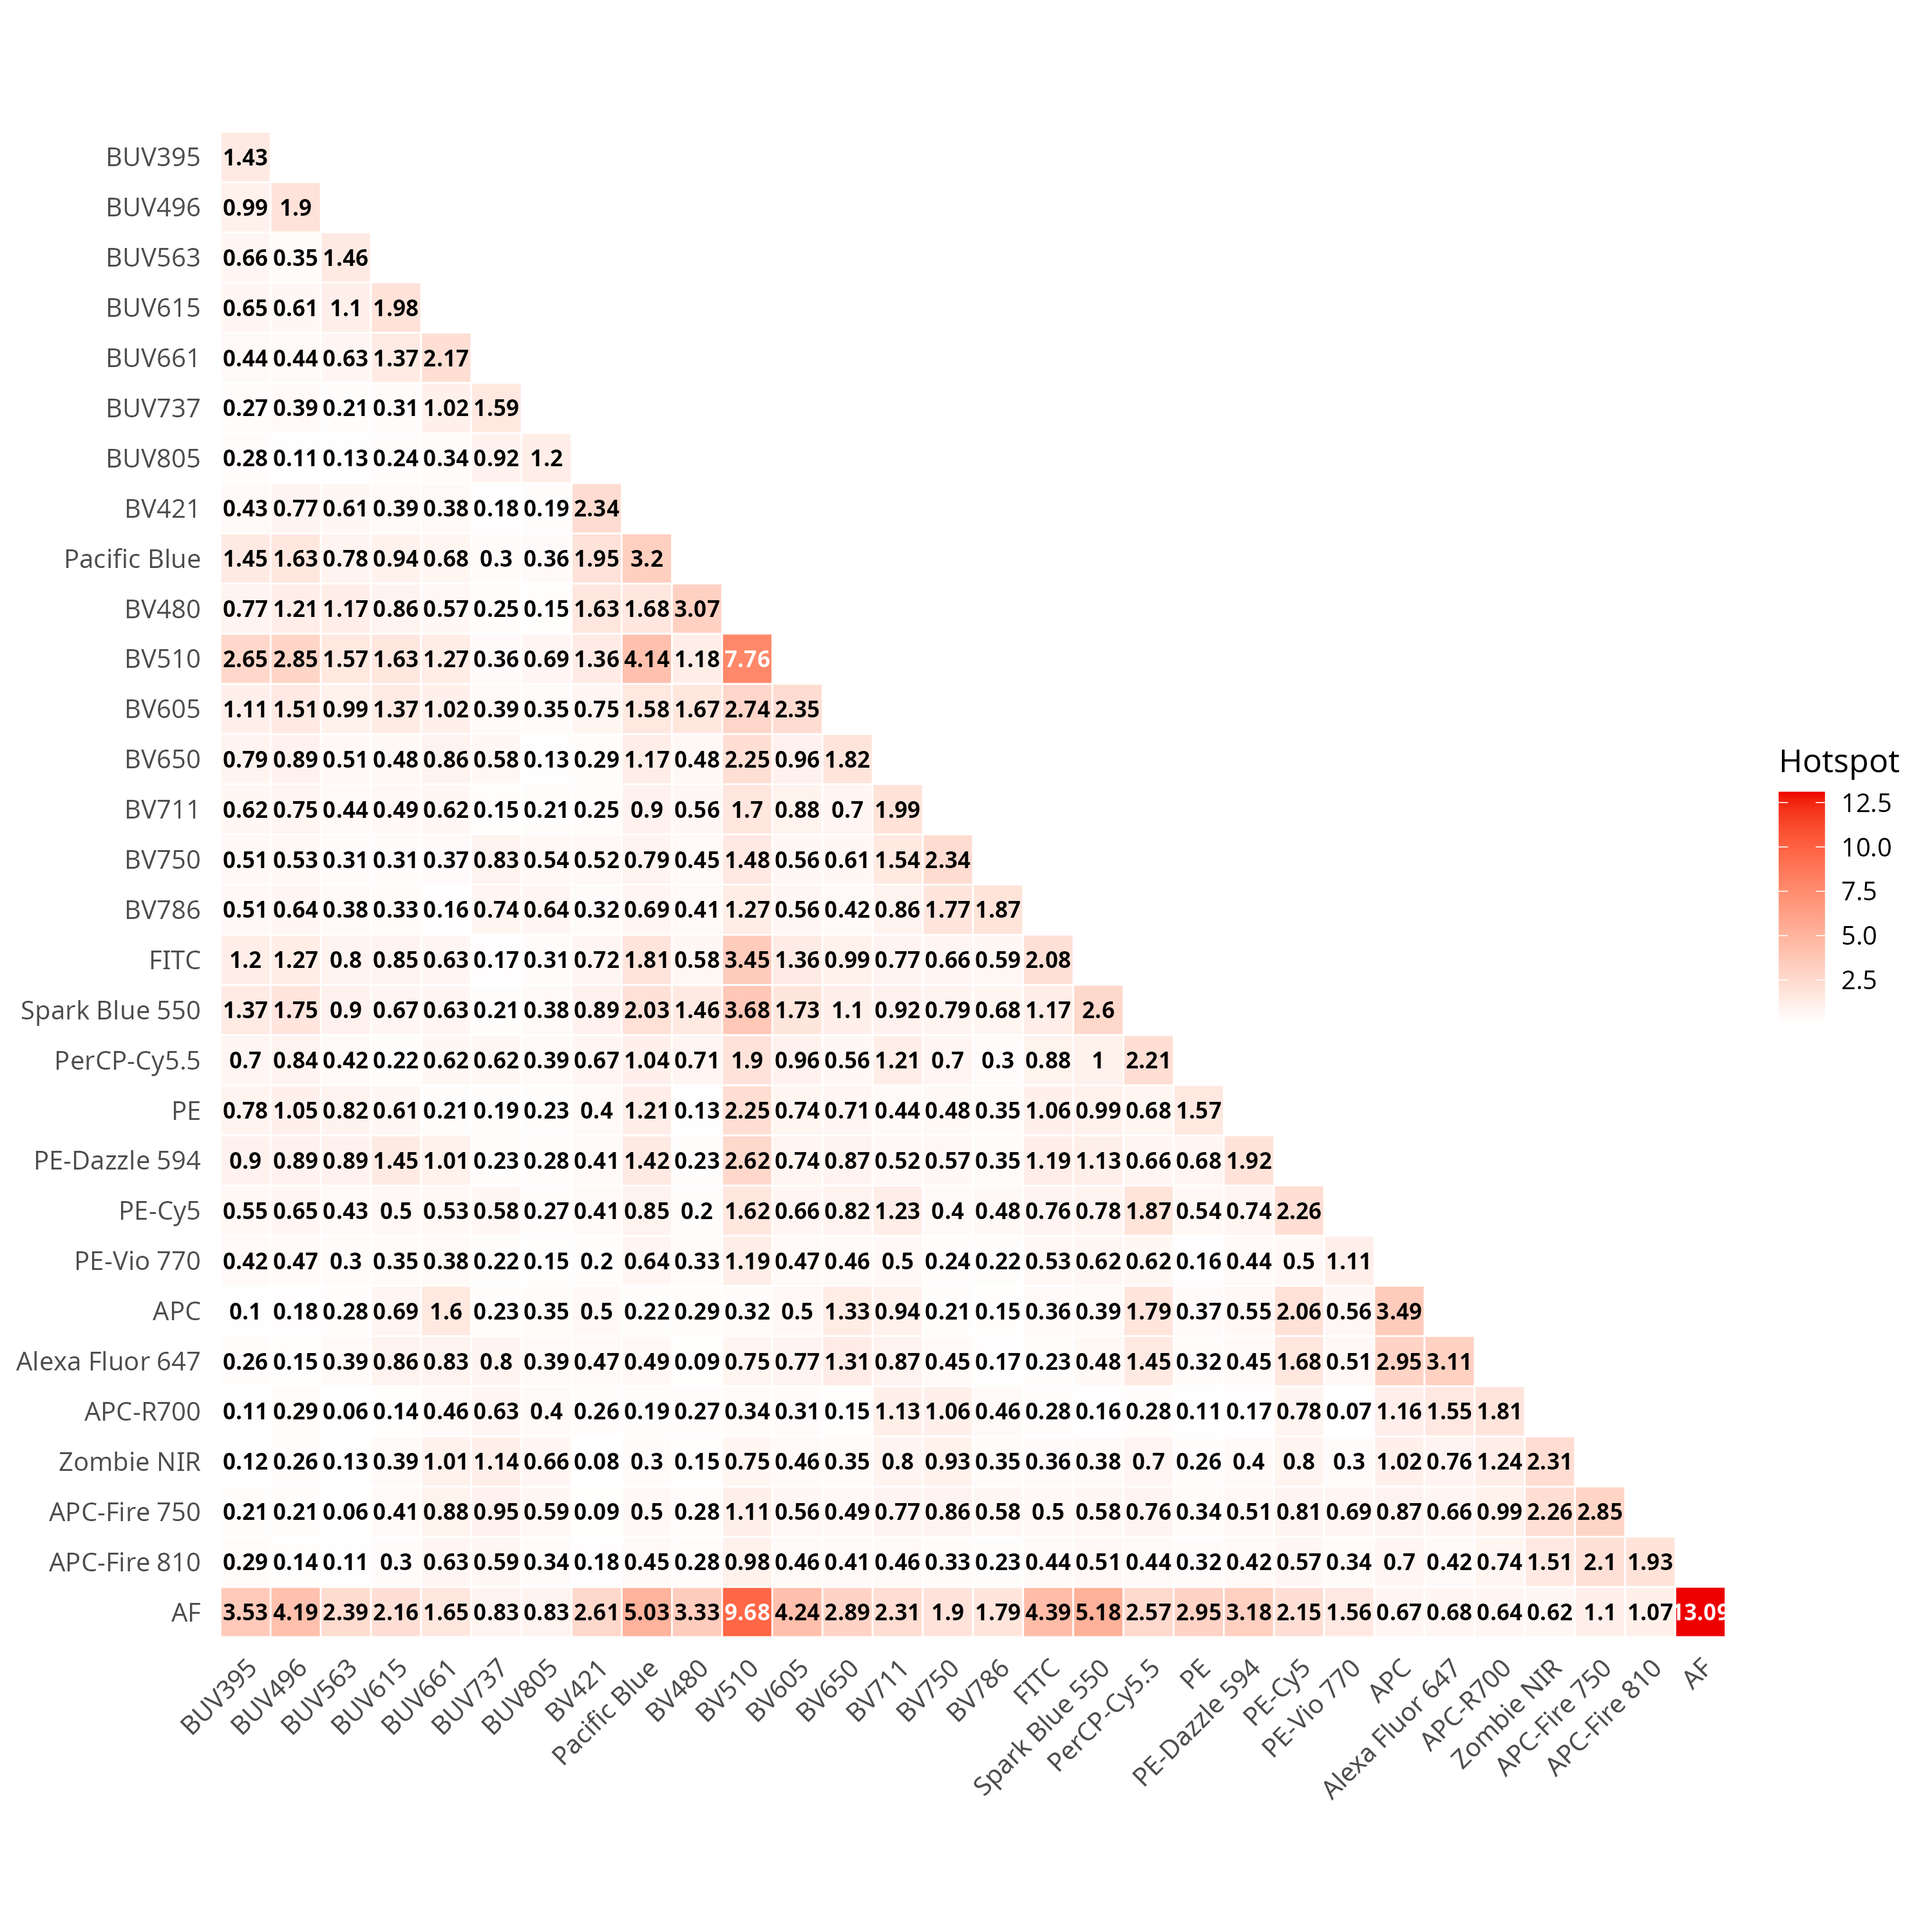 BUV395 1.43
BUV496 0.99 1.9
BUV563 0.66 0.35 1.46
BUV615 0.65 0.61 1.1 1.98
BUV661 0.44 0.44 0.63 1.37 2.17
BUV737 0.27 0.39 0.21 0.31 1.02 1.59
BUV805 0.28 0.11 0.13 0.24 0.34 0.92 1.2
BV421 0.43 0.77 0.61 0.39 0.38 0.18 0.19 2.34
Pacific Blue 1.45 1.63 0.78 0.94 0.68 0.3 0.36 1.95 3.2
BV480 0.77 1.21 1.17 0.86 0.57 0.25 0.15 1.63 1.68 3.07
BV510 2.65 2.85 1.57 1.63 1.27 0.36 0.69 1.36 4.14 1.18 7.76
BV605 1.11 1.51 0.99 1.37 1.02 0.39 0.35 0.75 1.58 1.67 2.74 2.35
BV650 0.79 0.89 0.51 0.48 0.86 0.58 0.13 0.29 1.17 0.48 2.25 0.96 1.82
Hotspot
BV711 0.62 0.75 0.44 0.49 0.62 0.15 0.21 0.25 0.9 0.56 1.7 0.88 0.7 1.99
12.5
BV750 0.51 0.53 0.31 0.31 0.37 0.83 0.54 0.52 0.79 0.45 1.48 0.56 0.61 1.54 2.34
10.0
7.5
BV786 0.51 0.64 0.38 0.33 0.16 0.74 0.64 0.32 0.69 0.41 1.27 0.56 0.42 0.86 1.77 1.87
5.0
FITC 1.2 1.27 0.8 0.85 0.63 0.17 0.31 0.72 1.81 0.58 3.45 1.36 0.99 0.77 0.66 0.59 2.08
2.5
Spark Blue 550 1.37 1.75 0.9 0.67 0.63 0.21 0.38 0.89 2.03 1.46 3.68 1.73 1.1 0.92 0.79 0.68 1.17 2.6
PerCP-Cy5.5 0.7 0.84 0.42 0.22 0.62 0.62 0.39 0.67 1.04 0.71 1.9 0.96 0.56 1.21 0.7 0.3 0.88 1 2.21
PE 0.78 1.05 0.82 0.61 0.21 0.19 0.23 0.4 1.21 0.13 2.25 0.74 0.71 0.44 0.48 0.35 1.06 0.99 0.68 1.57
PE-Dazzle 594 0.9 0.89 0.89 1.45 1.01 0.23 0.28 0.41 1.42 0.23 2.62 0.74 0.87 0.52 0.57 0.35 1.19 1.13 0.66 0.68 1.92
PE-Cy5 0.55 0.65 0.43 0.5 0.53 0.58 0.27 0.41 0.85 0.2 1.62 0.66 0.82 1.23 0.4 0.48 0.76 0.78 1.87 0.54 0.74 2.26
PE-Vio 770 0.42 0.47 0.3 0.35 0.38 0.22 0.15 0.2 0.64 0.33 1.19 0.47 0.46 0.5 0.24 0.22 0.53 0.62 0.62 0.16 0.44 0.5 1.11
APC 0.1 0.18 0.28 0.69 1.6 0.23 0.35 0.5 0.22 0.29 0.32 0.5 1.33 0.94 0.21 0.15 0.36 0.39 1.79 0.37 0.55 2.06 0.56 3.49
Alexa Fluor 647 0.26 0.15 0.39 0.86 0.83 0.8 0.39 0.47 0.49 0.09 0.75 0.77 1.31 0.87 0.45 0.17 0.23 0.48 1.45 0.32 0.45 1.68 0.51 2.95 3.11
APC-R700 0.11 0.29 0.06 0.14 0.46 0.63 0.4 0.26 0.19 0.27 0.34 0.31 0.15 1.13 1.06 0.46 0.28 0.16 0.28 0.11 0.17 0.78 0.07 1.16 1.55 1.81
Zombie NIR 0.12 0.26 0.13 0.39 1.01 1.14 0.66 0.08 0.3 0.15 0.75 0.46 0.35 0.8 0.93 0.35 0.36 0.38 0.7 0.26 0.4 0.8 0.3 1.02 0.76 1.24 2.31
APC-Fire 750 0.21 0.21 0.06 0.41 0.88 0.95 0.59 0.09 0.5 0.28 1.11 0.56 0.49 0.77 0.86 0.58 0.5 0.58 0.76 0.34 0.51 0.81 0.69 0.87 0.66 0.99 2.26 2.85
APC-Fire 810 0.29 0.14 0.11 0.3 0.63 0.59 0.34 0.18 0.45 0.28 0.98 0.46 0.41 0.46 0.33 0.23 0.44 0.51 0.44 0.32 0.42 0.57 0.34 0.7 0.42 0.74 1.51 2.1 1.93
AF 3.53 4.19 2.39 2.16 1.65 0.83 0.83 2.61 5.03 3.33 9.68 4.24 2.89 2.31 1.9 1.79 4.39 5.18 2.57 2.95 3.18 2.15 1.56 0.67 0.68 0.64 0.62 1.1 1.07 13.09
BUV395 BUV496 BUV563 BUV615 BUV661 BUV737 BUV805 BV421 Pacific Blue BV480 BV510 BV605 BV650 BV711 BV750 BV786 FITC Spark Blue 550 PerCP-Cy5.5 PE PE-Dazzle 594 PE-Cy5 PE-Vio 770 APC Alexa Fluor 647 APC-R700 Zombie NIR APC-Fire 750 APC-Fire 810 AF